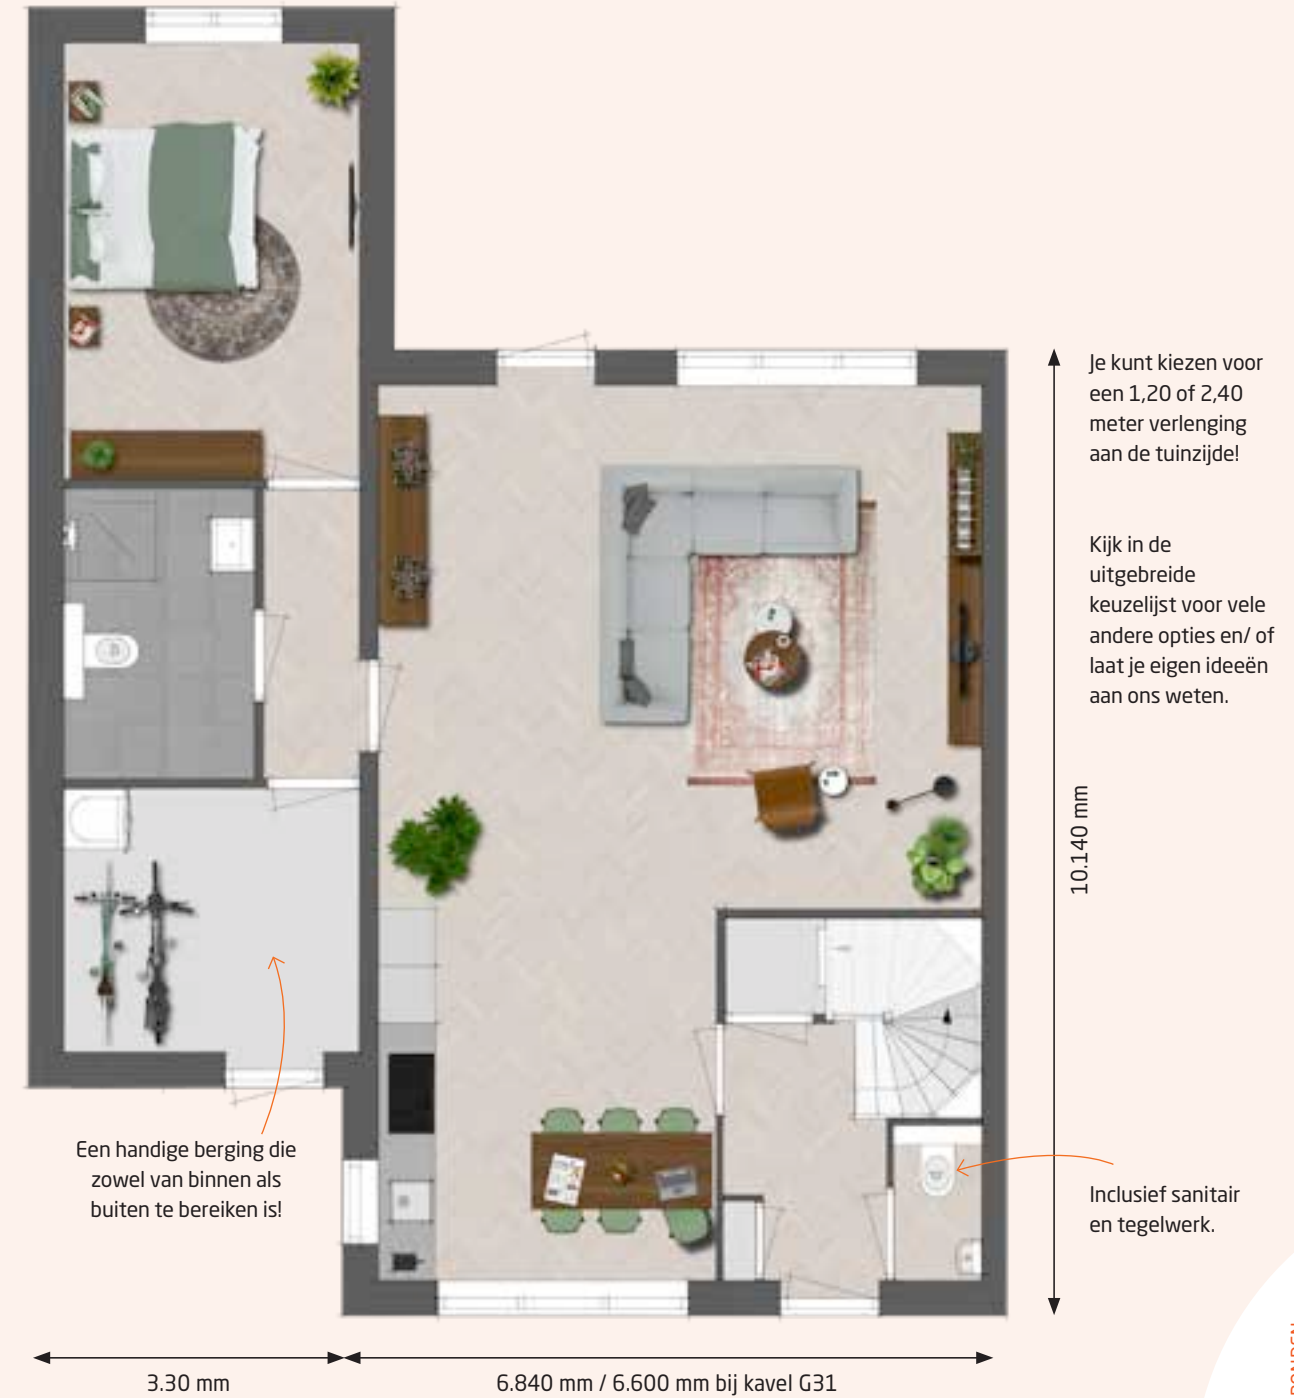 Je kunt kiezen voor
een 1,20 of 2,40
meter verlenging
aan de tuinzijde!
Kijk in de
uitgebreide
keuzelijst voor vele
andere opties en/ of
laat je eigen ideeën
aan ons weten.
10.140 mm
Een handige berging die
zowel van binnen als
buiten te bereiken is!
Inclusief sanitair
en tegelwerk.
3.30 mm
6.840 mm / 6.600 mm bij kavel G31